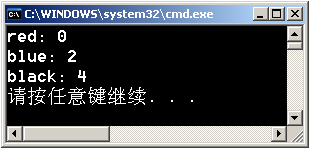 C:\WINDOWS\system32\cmd.exe
red: 0
blue: 2
black: 4
请按任意键继续. . .